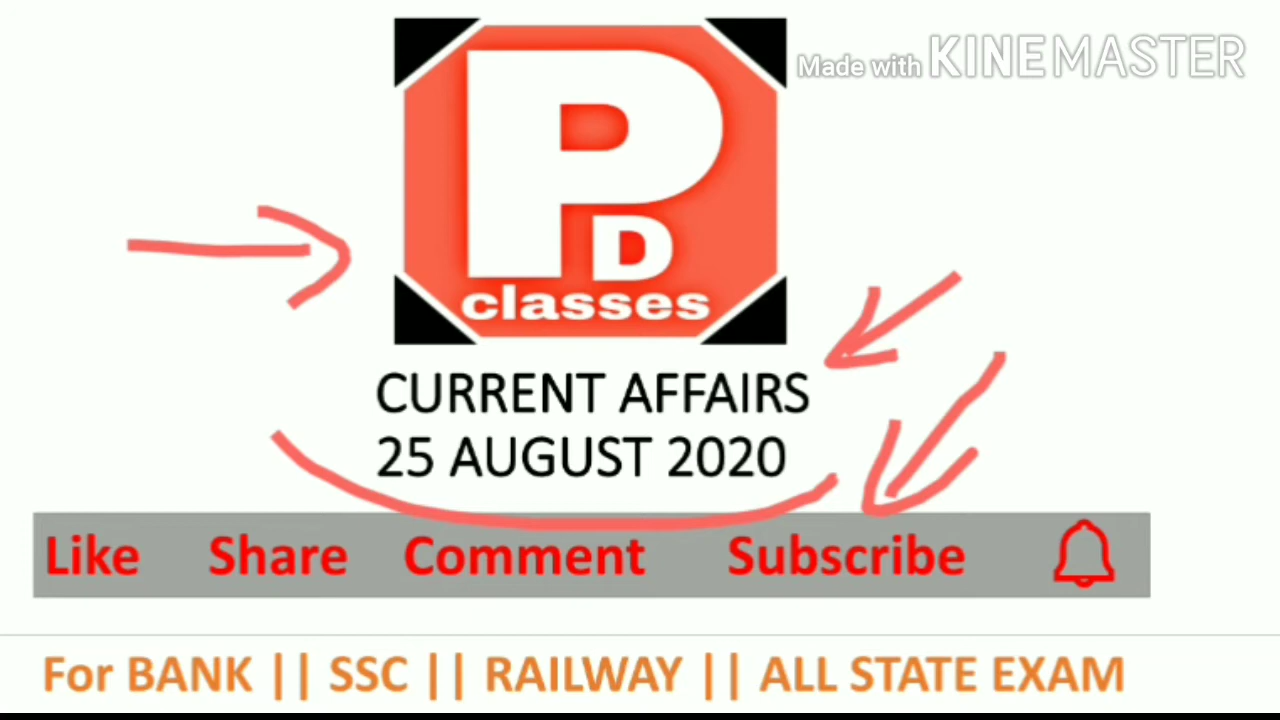 Made with KINEMASTER
P
D
classes
CURRENT AFFAIRS
25 AUGUST 2020
Like Share Comment Subscribe
For BANK || SSC || RAILWAY || ALL STATE EXAM